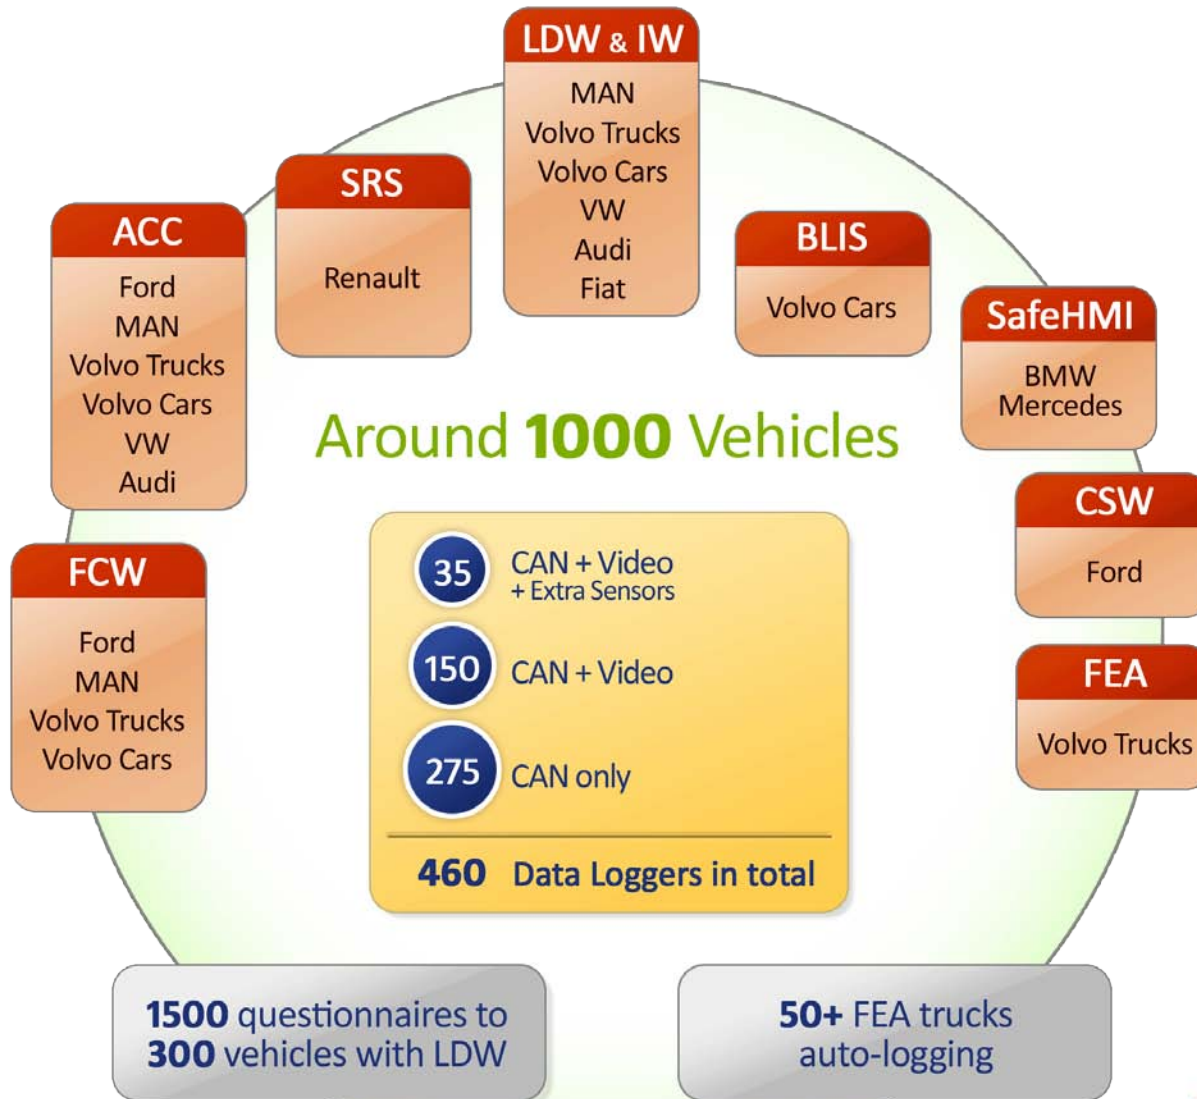 LDW & IW
MAN
Volvo Trucks
Volvo Cars
VW
Audi
Fiat
SRS
Renault
ACC
Ford
MAN
Volvo Trucks
Volvo Cars
VW
Audi
BLIS
Volvo Cars
SafeHMI
BMW
Mercedes
CSW
Ford
FCW
Ford
MAN
Volvo Trucks
Volvo Cars
FEA
Volvo Trucks
Around 1000 Vehicles
35 CAN + Video
+ Extra Sensors
150 CAN + Video
275 CAN only
460 Data Loggers in total
1500 questionnaires to
300 vehicles with LDW
50+ FEA trucks
auto-logging